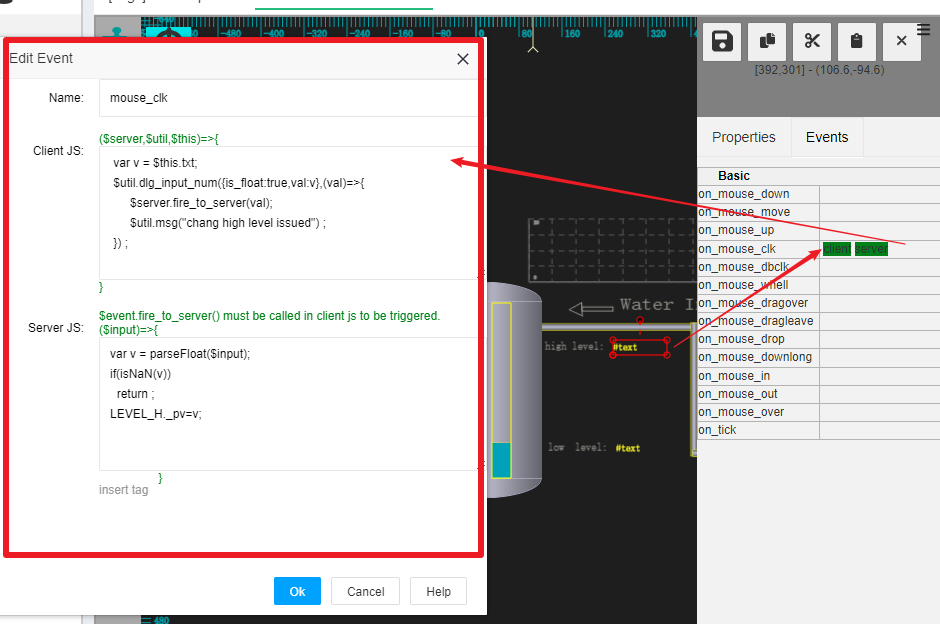 Edit Event
Name:
mouse_clk
Client JS:
($server,$util,$this)=>{
var v = $this.txt;
$util.dlg_input_num({is_float:true,val:v},(val)=>{
$server.fire_to_server(val);
$util.msg("chang high level issued") ;
}) ;
}
Server JS:
$event.fire_to_server() must be called in client js to be triggered.
($input)=>{
var v = parseFloat($input);
if(isNaN(v))
return ;
LEVEL_H._pv=v;
}
insert tag
Ok
Cancel
Help
-480
-400
-320
-240
-160
-80
0
80
160
240
320
Water
high level:
#text
low level:
#text
480
[392,301] - (106.6,-94.6)
Properties
Events
Basic
on_mouse_down
on_mouse_move
on_mouse_up
on_mouse_clk
client server
on_mouse_dbclk
on_mouse_whell
on_mouse_dragover
on_mouse_dragleave
on_mouse_drop
on_mouse_downlong
on_mouse_in
on_mouse_out
on_mouse_over
on_tick